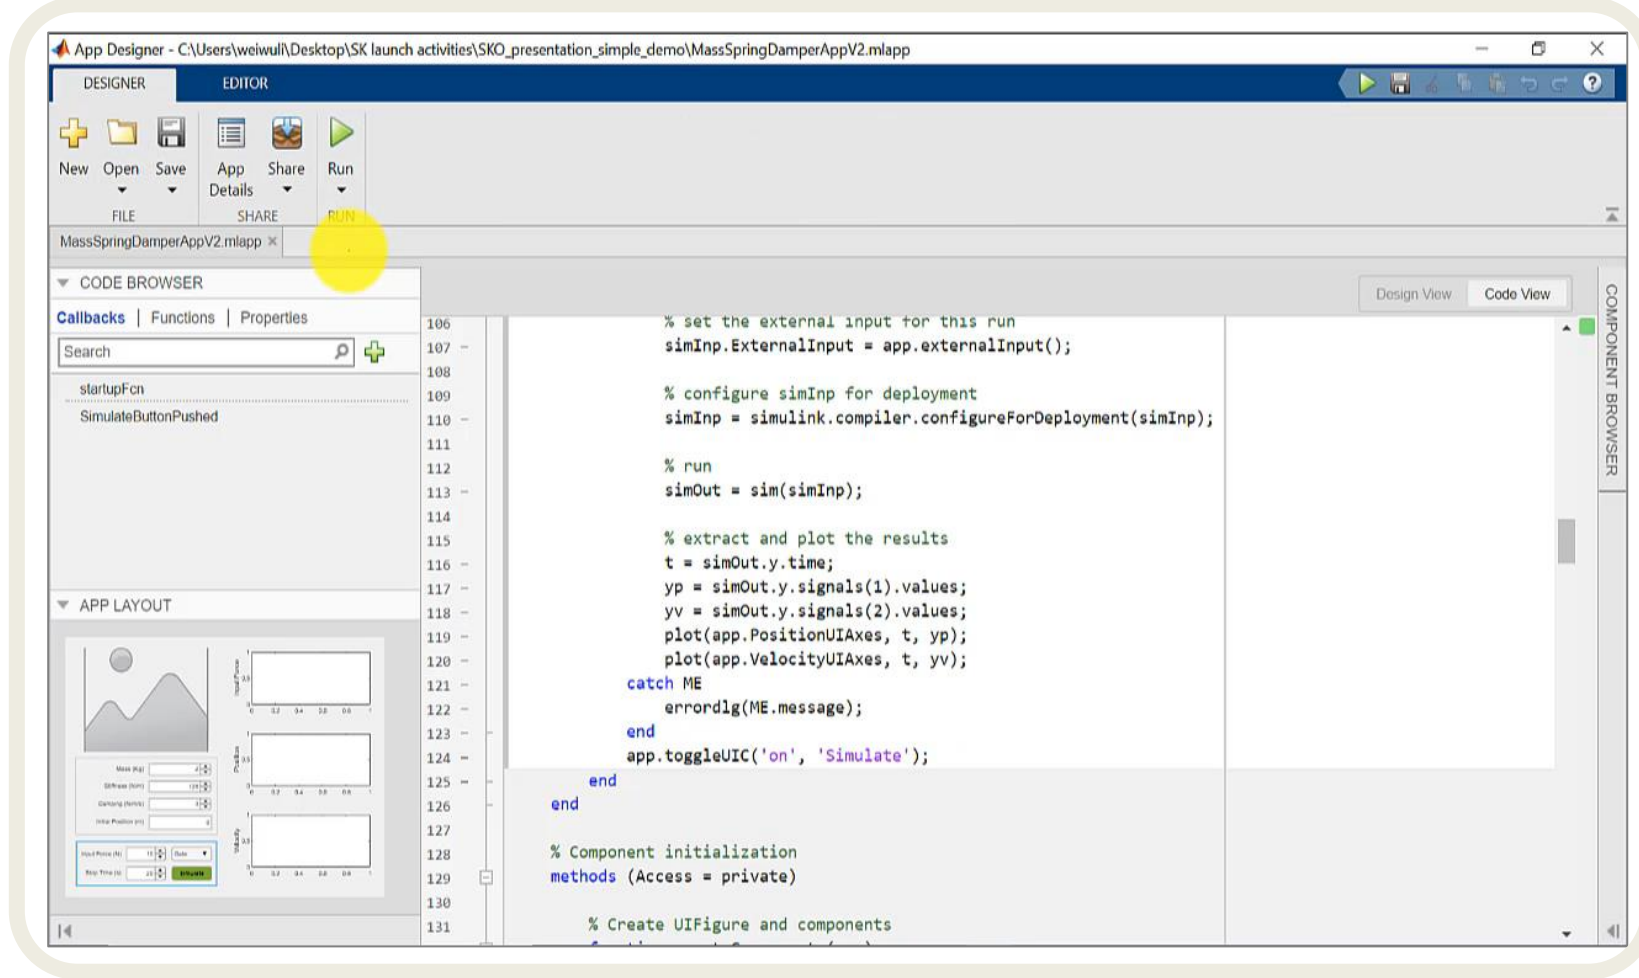 App Designer - C:\Users\weiwuli\Desktop\SK launch activities\SKO_presentation_simple_demo\MassSpringDamperAppV2.mlapp
DESIGNER EDITOR
New Open Save App Details Share Run
FILE SHARE RUN
MassSpringDamperAppV2.mlapp
CODE BROWSER
Design View Code View
Callbacks | Functions | Properties
Search
startupFcn
SimulateButtonPushed
APP LAYOUT
Mass (Kg)
Position
Velocity
106 % set the external input for this run
107 simInp.ExternalInput = app.externalInput();
108
109 % configure simInp for deployment
110 simInp = simulink.compiler.configureForDeployment(simInp);
111
112 % run
113 simOut = sim(simInp);
114
115 % extract and plot the results
116 t = simOut.y.time;
117 yp = simOut.y.signals(1).values;
118 yv = simOut.y.signals(2).values;
119 plot(app.PositionUIAxes, t, yp);
120 plot(app.VelocityUIAxes, t, yv);
121 catch ME
122 errordlg(ME.message);
123 end
124 app.toggleUIC('on', 'Simulate');
125 end
126 end
127
128 % Component initialization
129 methods (Access = private)
130
131 % Create UIFigure and components
COMPONENT BROWSER